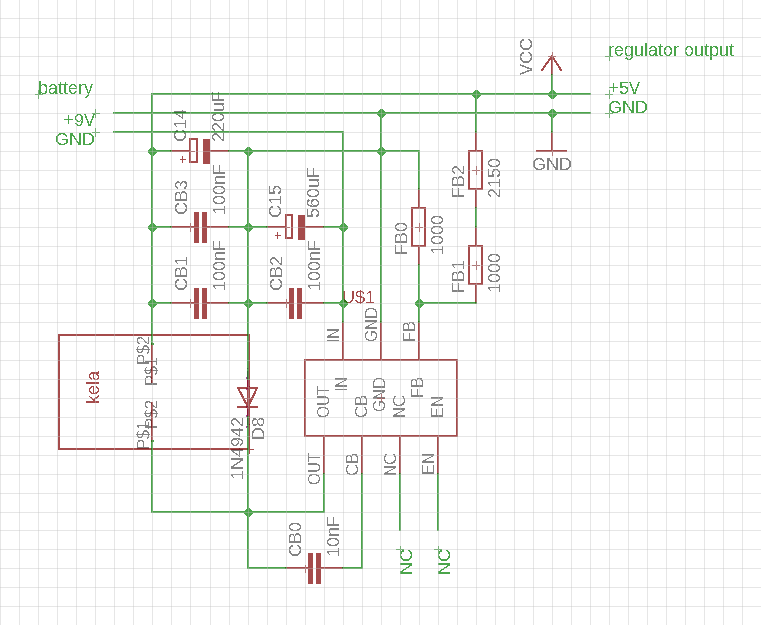 VCC
regulator output
battery
+5V
+9V
GND
GND
GND
C14
220uF
CB3
100nF
C15
560uF
FB2
2150
FB0
1000
CB1
100nF
CB2
100nF
FB1
1000
U$1
IN
GND
FB
P$2
P$1
kela
P$2
P$1
1N4942
D8
OUT
IN
CB
GND
NC
FB
EN
OUT
CB
NC
EN
CB0
10nF
NC
NC